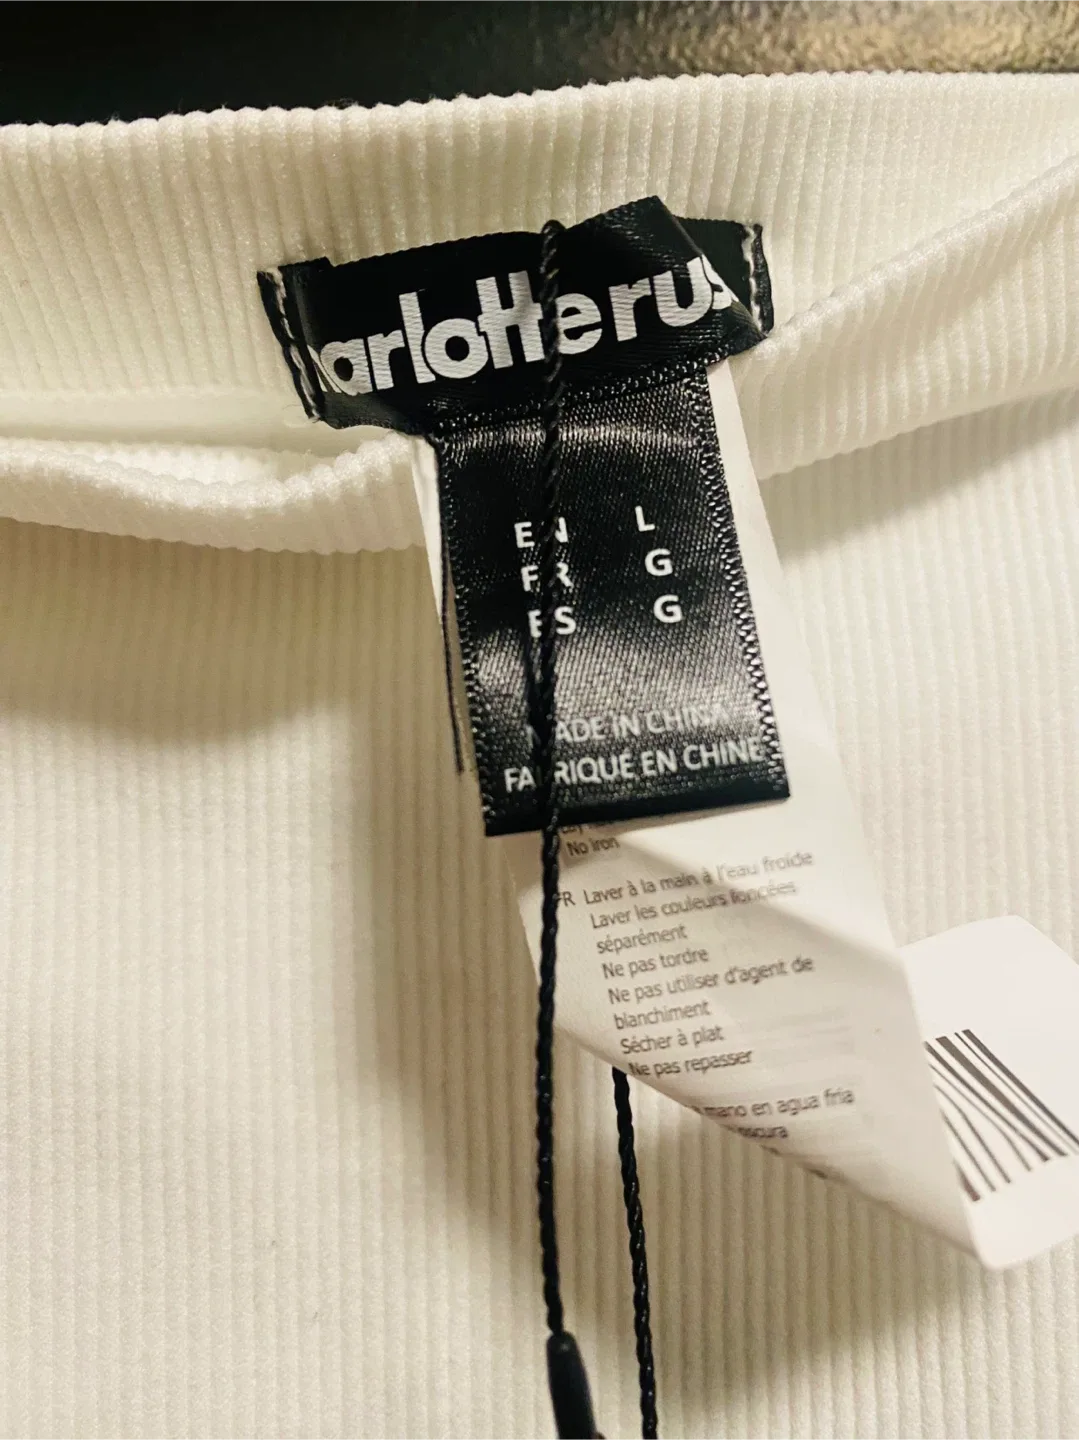 harlotte rus
EN L
FR G
ES G
MADE IN CHINA
FABRIQUÉ EN CHINE
No iron
FR Laver à la main à l'eau froide
Laver les couleurs foncées
séparément
Ne pas tordre
Ne pas utiliser d'agent de
blanchiment
Sécher à plat
Ne pas repasser
mano en agua fría
oscura